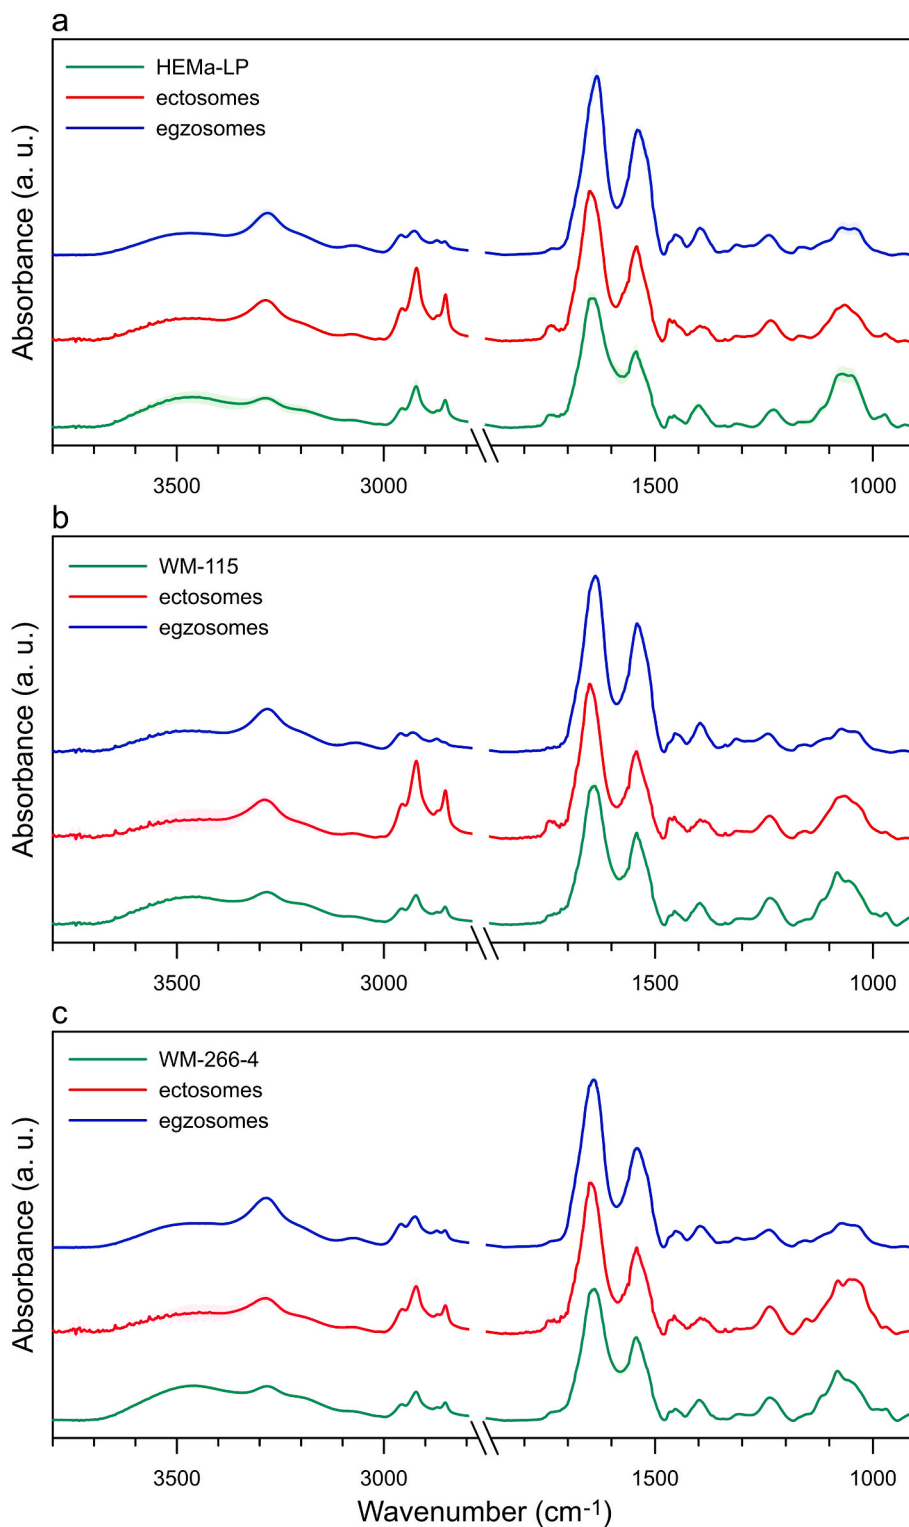 a
HEMa-LP
ectosomes
egzosomes
Absorbance (a. u.)
3500 3000 1500 1000
b
WM-115
ectosomes
egzosomes
Absorbance (a. u.)
3500 3000 1500 1000
c
WM-266-4
ectosomes
egzosomes
Absorbance (a. u.)
3500 3000 1500 1000
Wavenumber (cm-1)